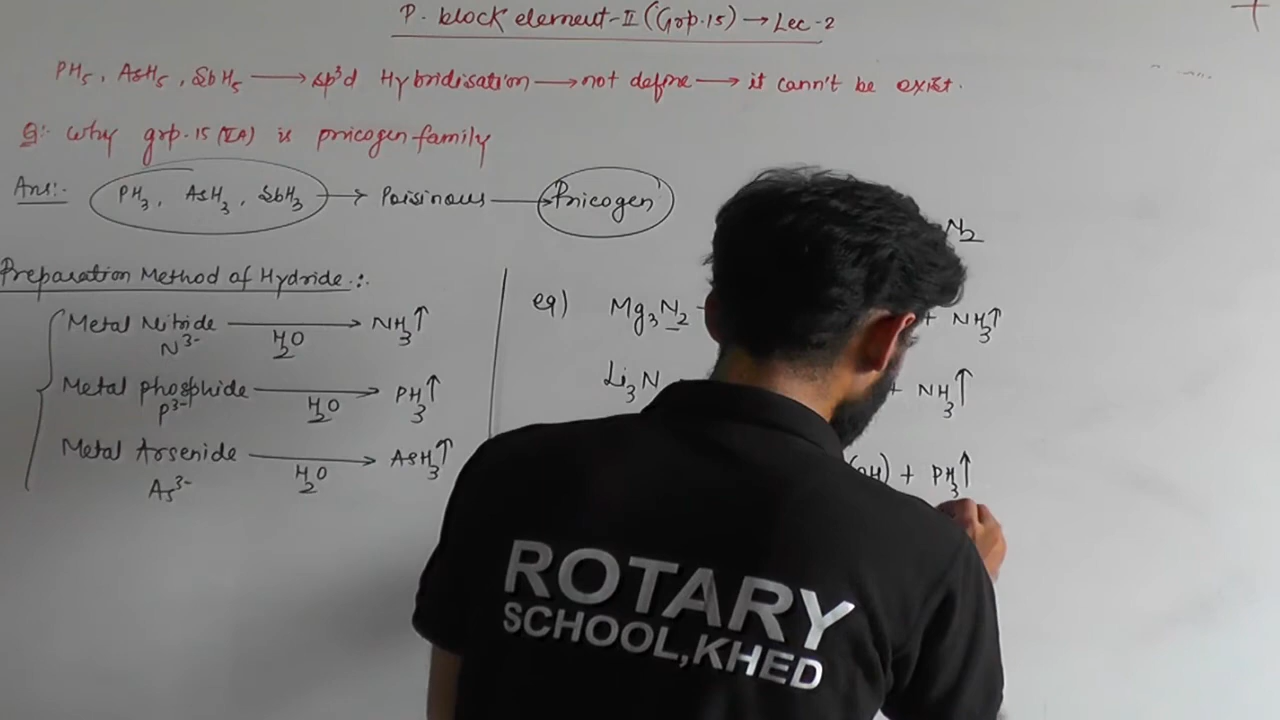 P. block element-II (Grp.15) → Lec-2
PH5, AsH5, SbH5 → sp³d Hybridisation → not define → it cann't be exist.
Q:- Why grp.15 (VA) is pnicogen family
Ans:- PH3, AsH3, SbH3 → Poisinous → Pnicogen
N2
Preparation Method of Hydride :-
Metal Nitride → NH3↑
N³⁻ H2O
Metal phosphide → PH3↑
P³⁻ H2O
Metal Arsenide → AsH3↑
As³⁻ H2O
eq) Mg3N2 + NH3↑
Li3N + NH3↑
(OH) + PH3↑
ROTARY
SCHOOL,KHED